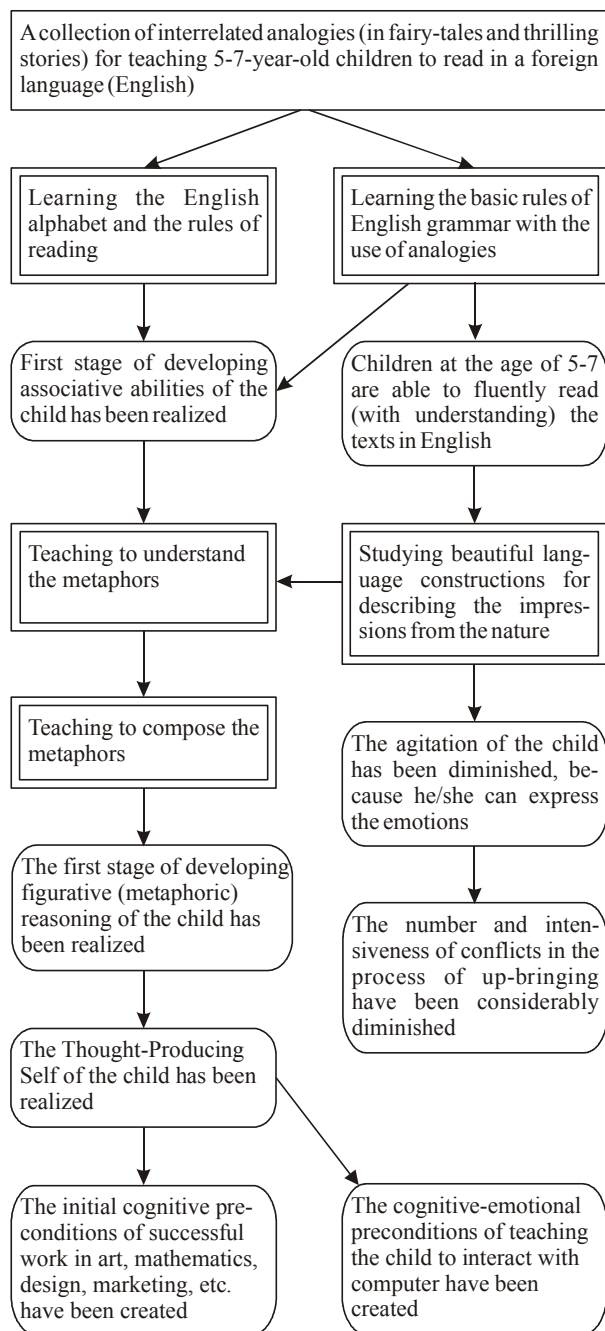 A collection of interrelated analogies (in fairy-tales and thrilling
stories) for teaching 5-7-year-old children to read in a foreign
language (English)
Learning the English
alphabet and the rules of
reading
Learning the basic rules of
English grammar with the
use of analogies
First stage of developing
associative abilities of the
child has been realized
Children at the age of 5-7
are able to fluently read
(with understanding) the
texts in English
Teaching to understand
the metaphors
Studying beautiful lan-
guage constructions for
describing the impres-
sions from the nature
Teaching to compose the
metaphors
The agitation of the child
has been diminished, be-
cause he/she can express
the emotions
The first stage of developing
figurative (metaphoric)
reasoning of the child has
been realized
The number and inten-
siveness of conflicts in the
process of up-bringing
have been considerably
diminished
The Thought-Producing
Self of the child has been
realized
The initial cognitive pre-
conditions of successful
work in art, mathematics,
design, marketing, etc.
have been created
The cognitive-emotional
preconditions of teaching
the child to interact with
computer have been
created